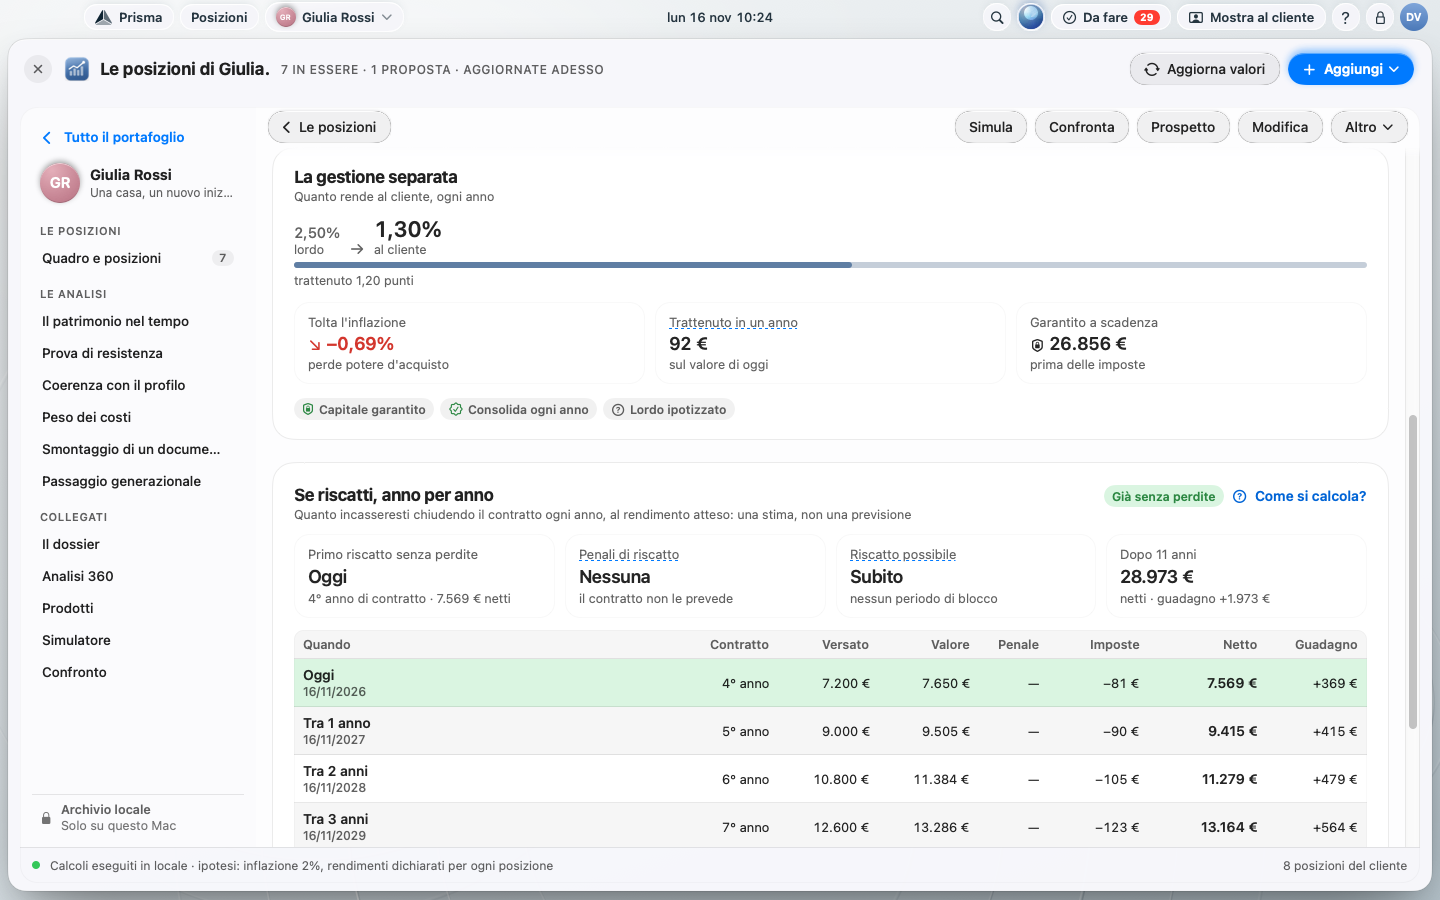 Prisma
Posizioni
GR Giulia Rossi
lun 16 nov 10:24
Da fare 29
Mostra al cliente
?
DV
Le posizioni di Giulia.
7 IN ESSERE · 1 PROPOSTA · AGGIORNATE ADESSO
Aggiorna valori
+ Aggiungi
Tutto il portafoglio
GR
Giulia Rossi
Una casa, un nuovo iniz...
LE POSIZIONI
Quadro e posizioni 7
LE ANALISI
Il patrimonio nel tempo
Prova di resistenza
Coerenza con il profilo
Peso dei costi
Smontaggio di un docume...
Passaggio generazionale
COLLEGATI
Il dossier
Analisi 360
Prodotti
Simulatore
Confronto
Archivio locale
Solo su questo Mac
Le posizioni
Simula
Confronta
Prospetto
Modifica
Altro
La gestione separata
Quanto rende al cliente, ogni anno
2,50% → 1,30%
lordo al cliente
trattenuto 1,20 punti
Tolta l'inflazione
↘ −0,69%
perde potere d'acquisto
Trattenuto in un anno
92 €
sul valore di oggi
Garantito a scadenza
26.856 €
prima delle imposte
Capitale garantito
Consolida ogni anno
Lordo ipotizzato
Se riscatti, anno per anno
Quanto incasseresti chiudendo il contratto ogni anno, al rendimento atteso: una stima, non una previsione
Già senza perdite
Come si calcola?
Primo riscatto senza perdite
Oggi
4º anno di contratto · 7.569 € netti
Penali di riscatto
Nessuna
il contratto non le prevede
Riscatto possibile
Subito
nessun periodo di blocco
Dopo 11 anni
28.973 €
netti · guadagno +1.973 €
Quando Contratto Versato Valore Penale Imposte Netto Guadagno
Oggi
16/11/2026 4º anno 7.200 € 7.650 € — −81 € 7.569 € +369 €
Tra 1 anno
16/11/2027 5º anno 9.000 € 9.505 € — −90 € 9.415 € +415 €
Tra 2 anni
16/11/2028 6º anno 10.800 € 11.384 € — −105 € 11.279 € +479 €
Tra 3 anni
16/11/2029 7º anno 12.600 € 13.286 € — −123 € 13.164 € +564 €
Calcoli eseguiti in locale · ipotesi: inflazione 2%, rendimenti dichiarati per ogni posizione
8 posizioni del cliente